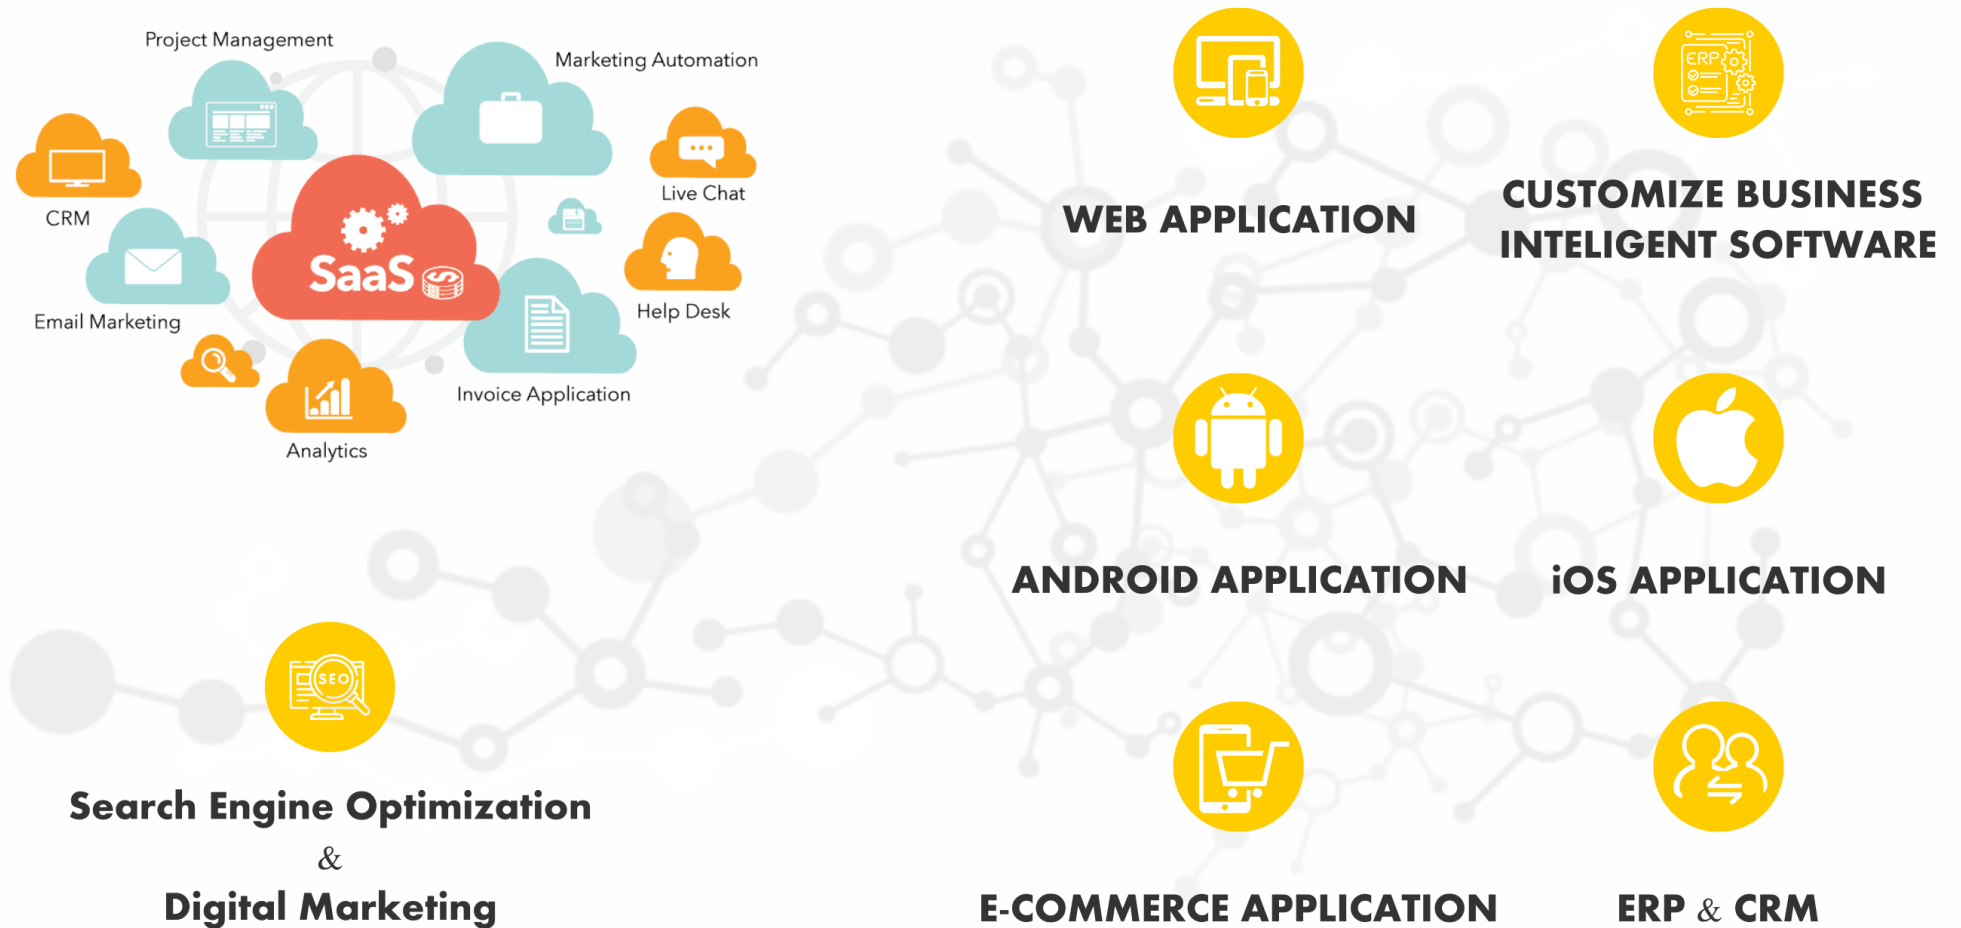 Project Management
Marketing Automation
CRM
Live Chat
SaaS
Email Marketing
Help Desk
Invoice Application
Analytics
SEO
Search Engine Optimization
&
Digital Marketing
WEB APPLICATION
ERP
CUSTOMIZE BUSINESS
INTELIGENT SOFTWARE
ANDROID APPLICATION
iOS APPLICATION
E-COMMERCE APPLICATION
ERP & CRM